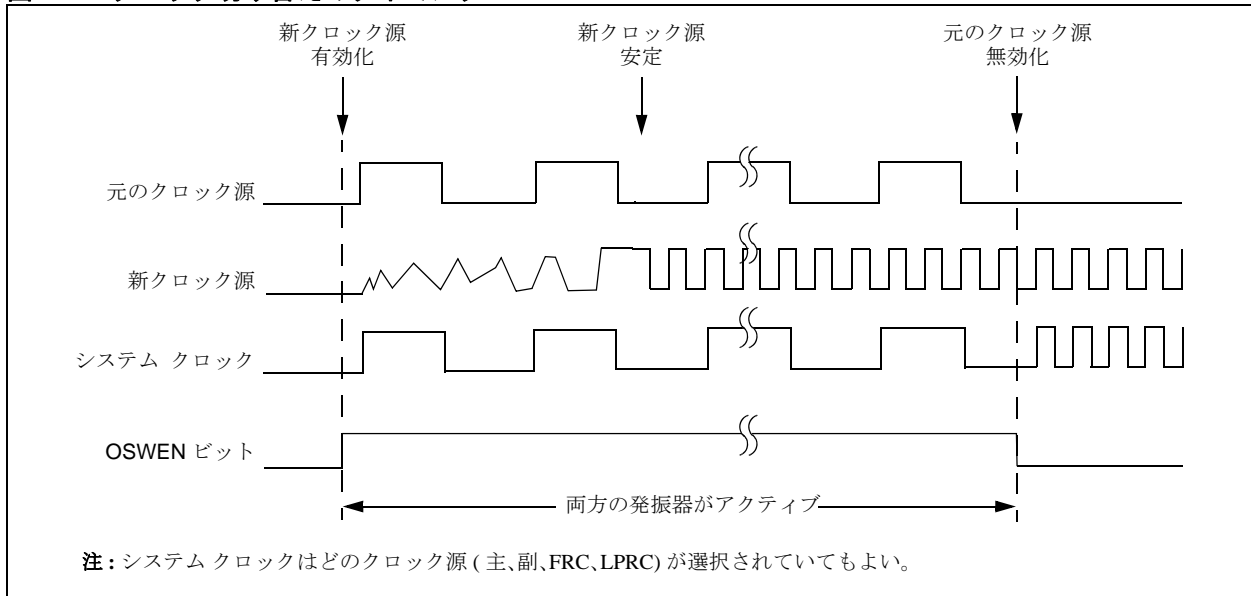 新クロック源
有効化
新クロック源
安定
元のクロック源
無効化
元のクロック源
新クロック源
システム クロック
OSWEN ビット
両方の発振器がアクティブ
注 : システム クロックはどのクロック源 ( 主、副、FRC、LPRC) が選択されていてもよい。